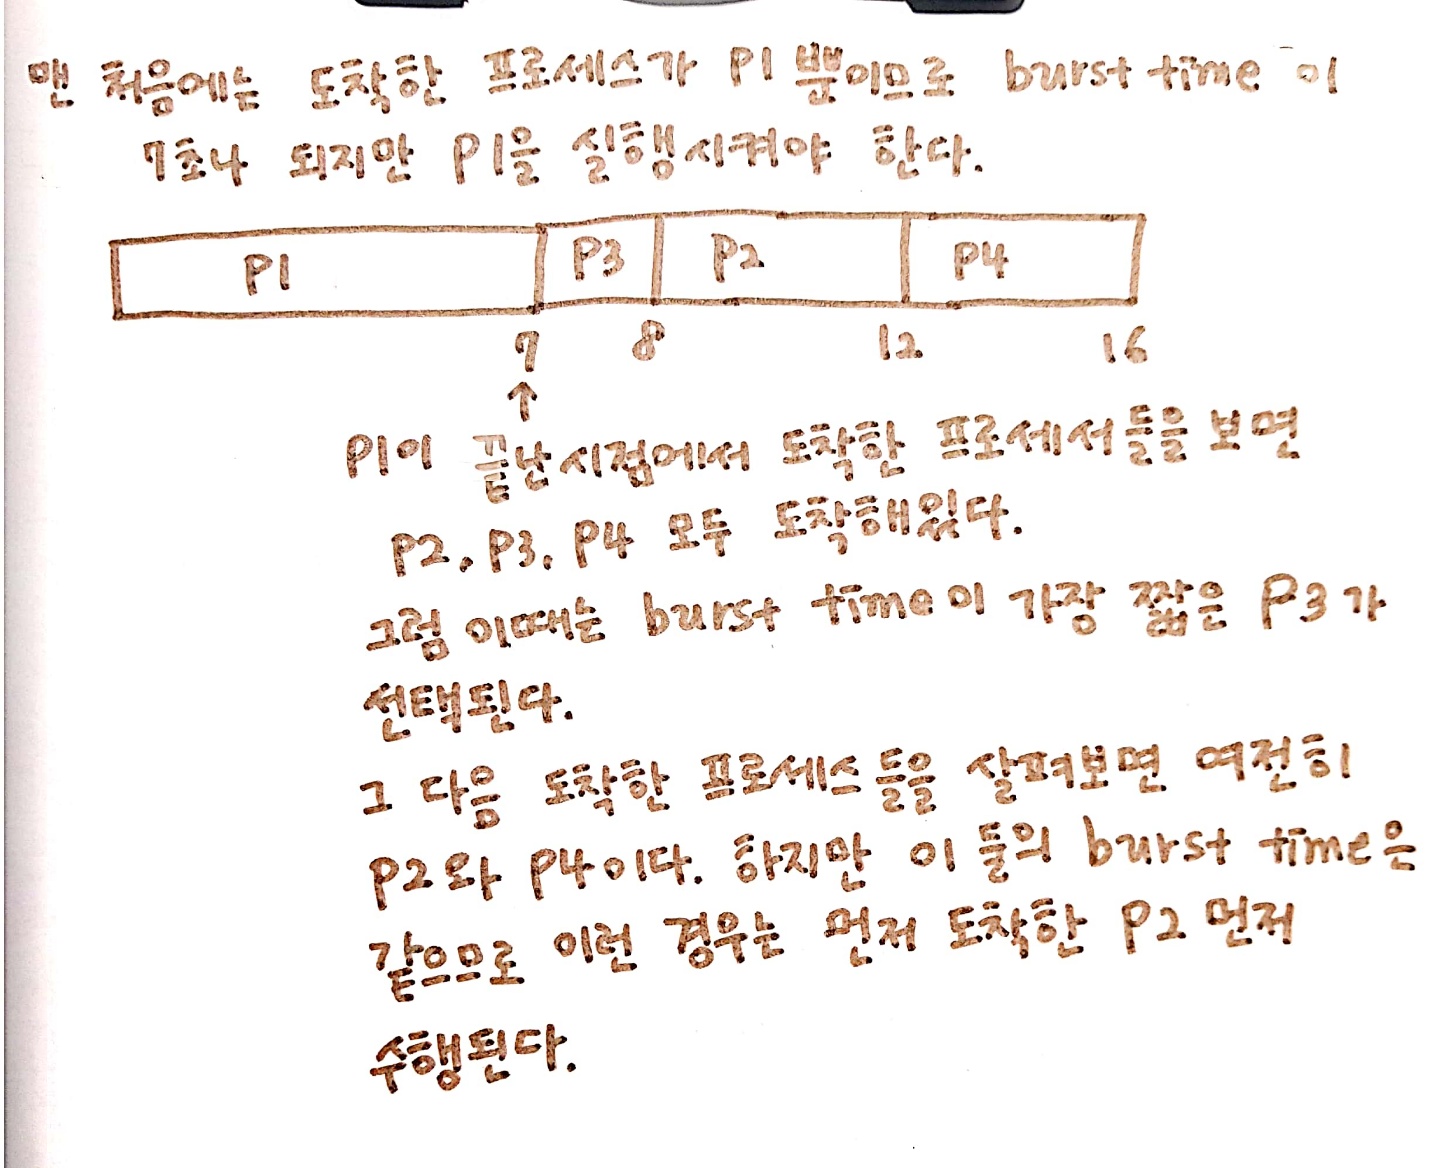 맨 처음에는 도착한 프로세스가 P1 뿐이므로 burst time 이
7초나 되지만 P1을 실행시켜야 한다.
P1 P3 P2 P4
7 8 12 16
↑
P1이 끝난시점에서 도착한 프로세서들을 보면
P2, P3, P4 모두 도착해있다.
그럼 이때는 burst time이 가장 짧은 P3가
선택된다.
그 다음 도착한 프로세스들을 살펴보면 여전히
P2와 P4이다. 하지만 이 둘의 burst time은
같으므로 이런 경우는 먼저 도착한 P2 먼저
수행된다.